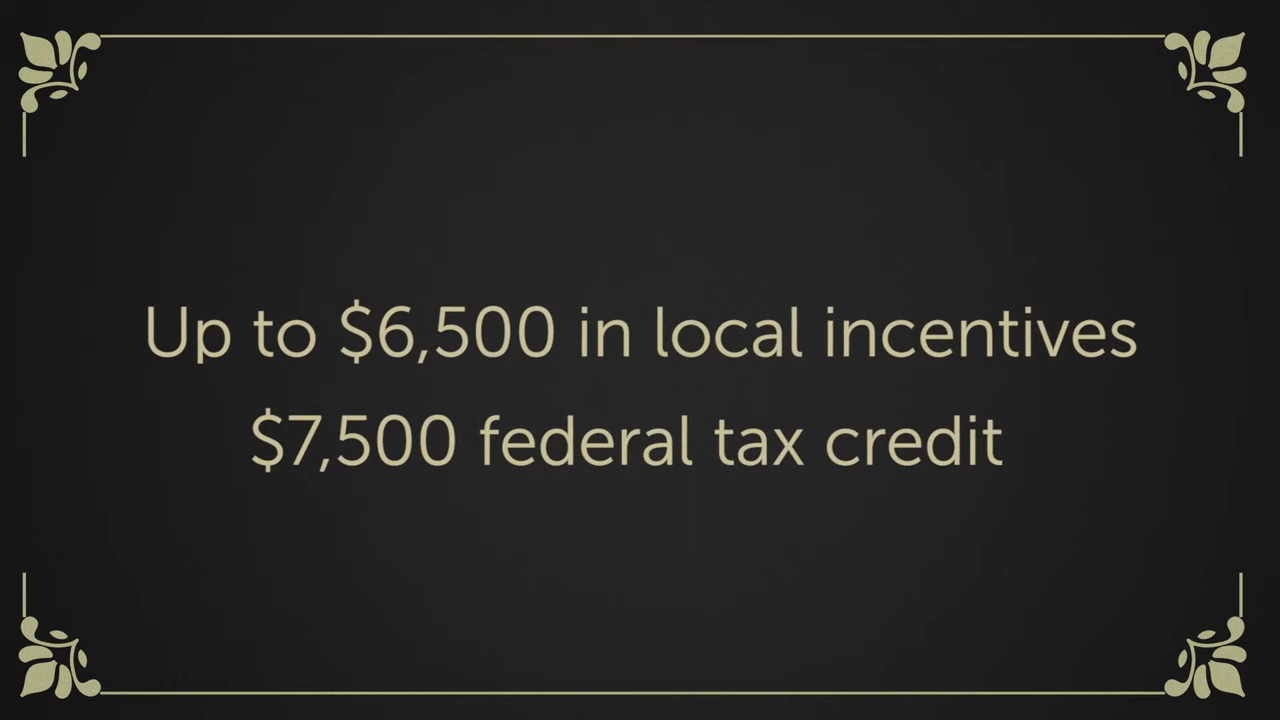 Up to $6,500 in local incentives
$7,500 federal tax credit